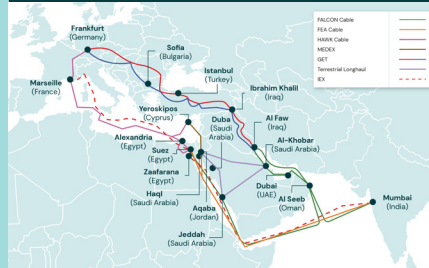 Frankfurt
(Germany)
FALCON Cable
FEA Cable
HAWK Cable
MEDEX
GET
Terrestrial Longhaul
IEX
Sofia
(Bulgaria)
Istanbul
(Turkey)
Marseille
(France)
Ibrahim Khalil
(Iraq)
Yeroskipos
(Cyprus)
Duba
(Saudi
Arabia)
Al Faw
(Iraq)
Alexandria
(Egypt)
Al-Khobar
(Saudi Arabia)
Suez
(Egypt)
Zaafarana
(Egypt)
Haql
(Saudi Arabia)
Dubai
(UAE)
Al Seeb
(Oman)
Mumbai
(India)
Aqaba
(Jordan)
Jeddah
(Saudi Arabia)